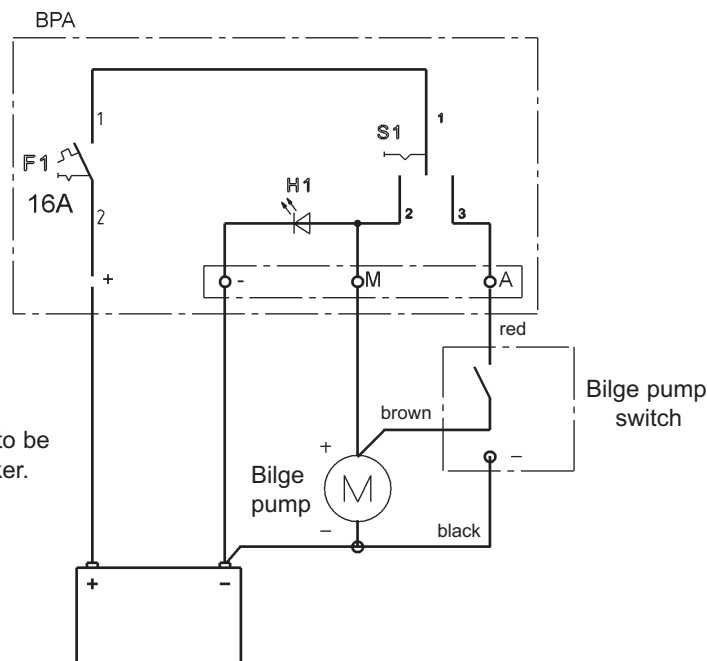 BPA
1
1
S1
F1
H1
16A
2
2
3
+
-
M
A
red
Bilge pump
switch
brown
to be
ker.
+
Bilge
pump
M
–
–
black
+
–